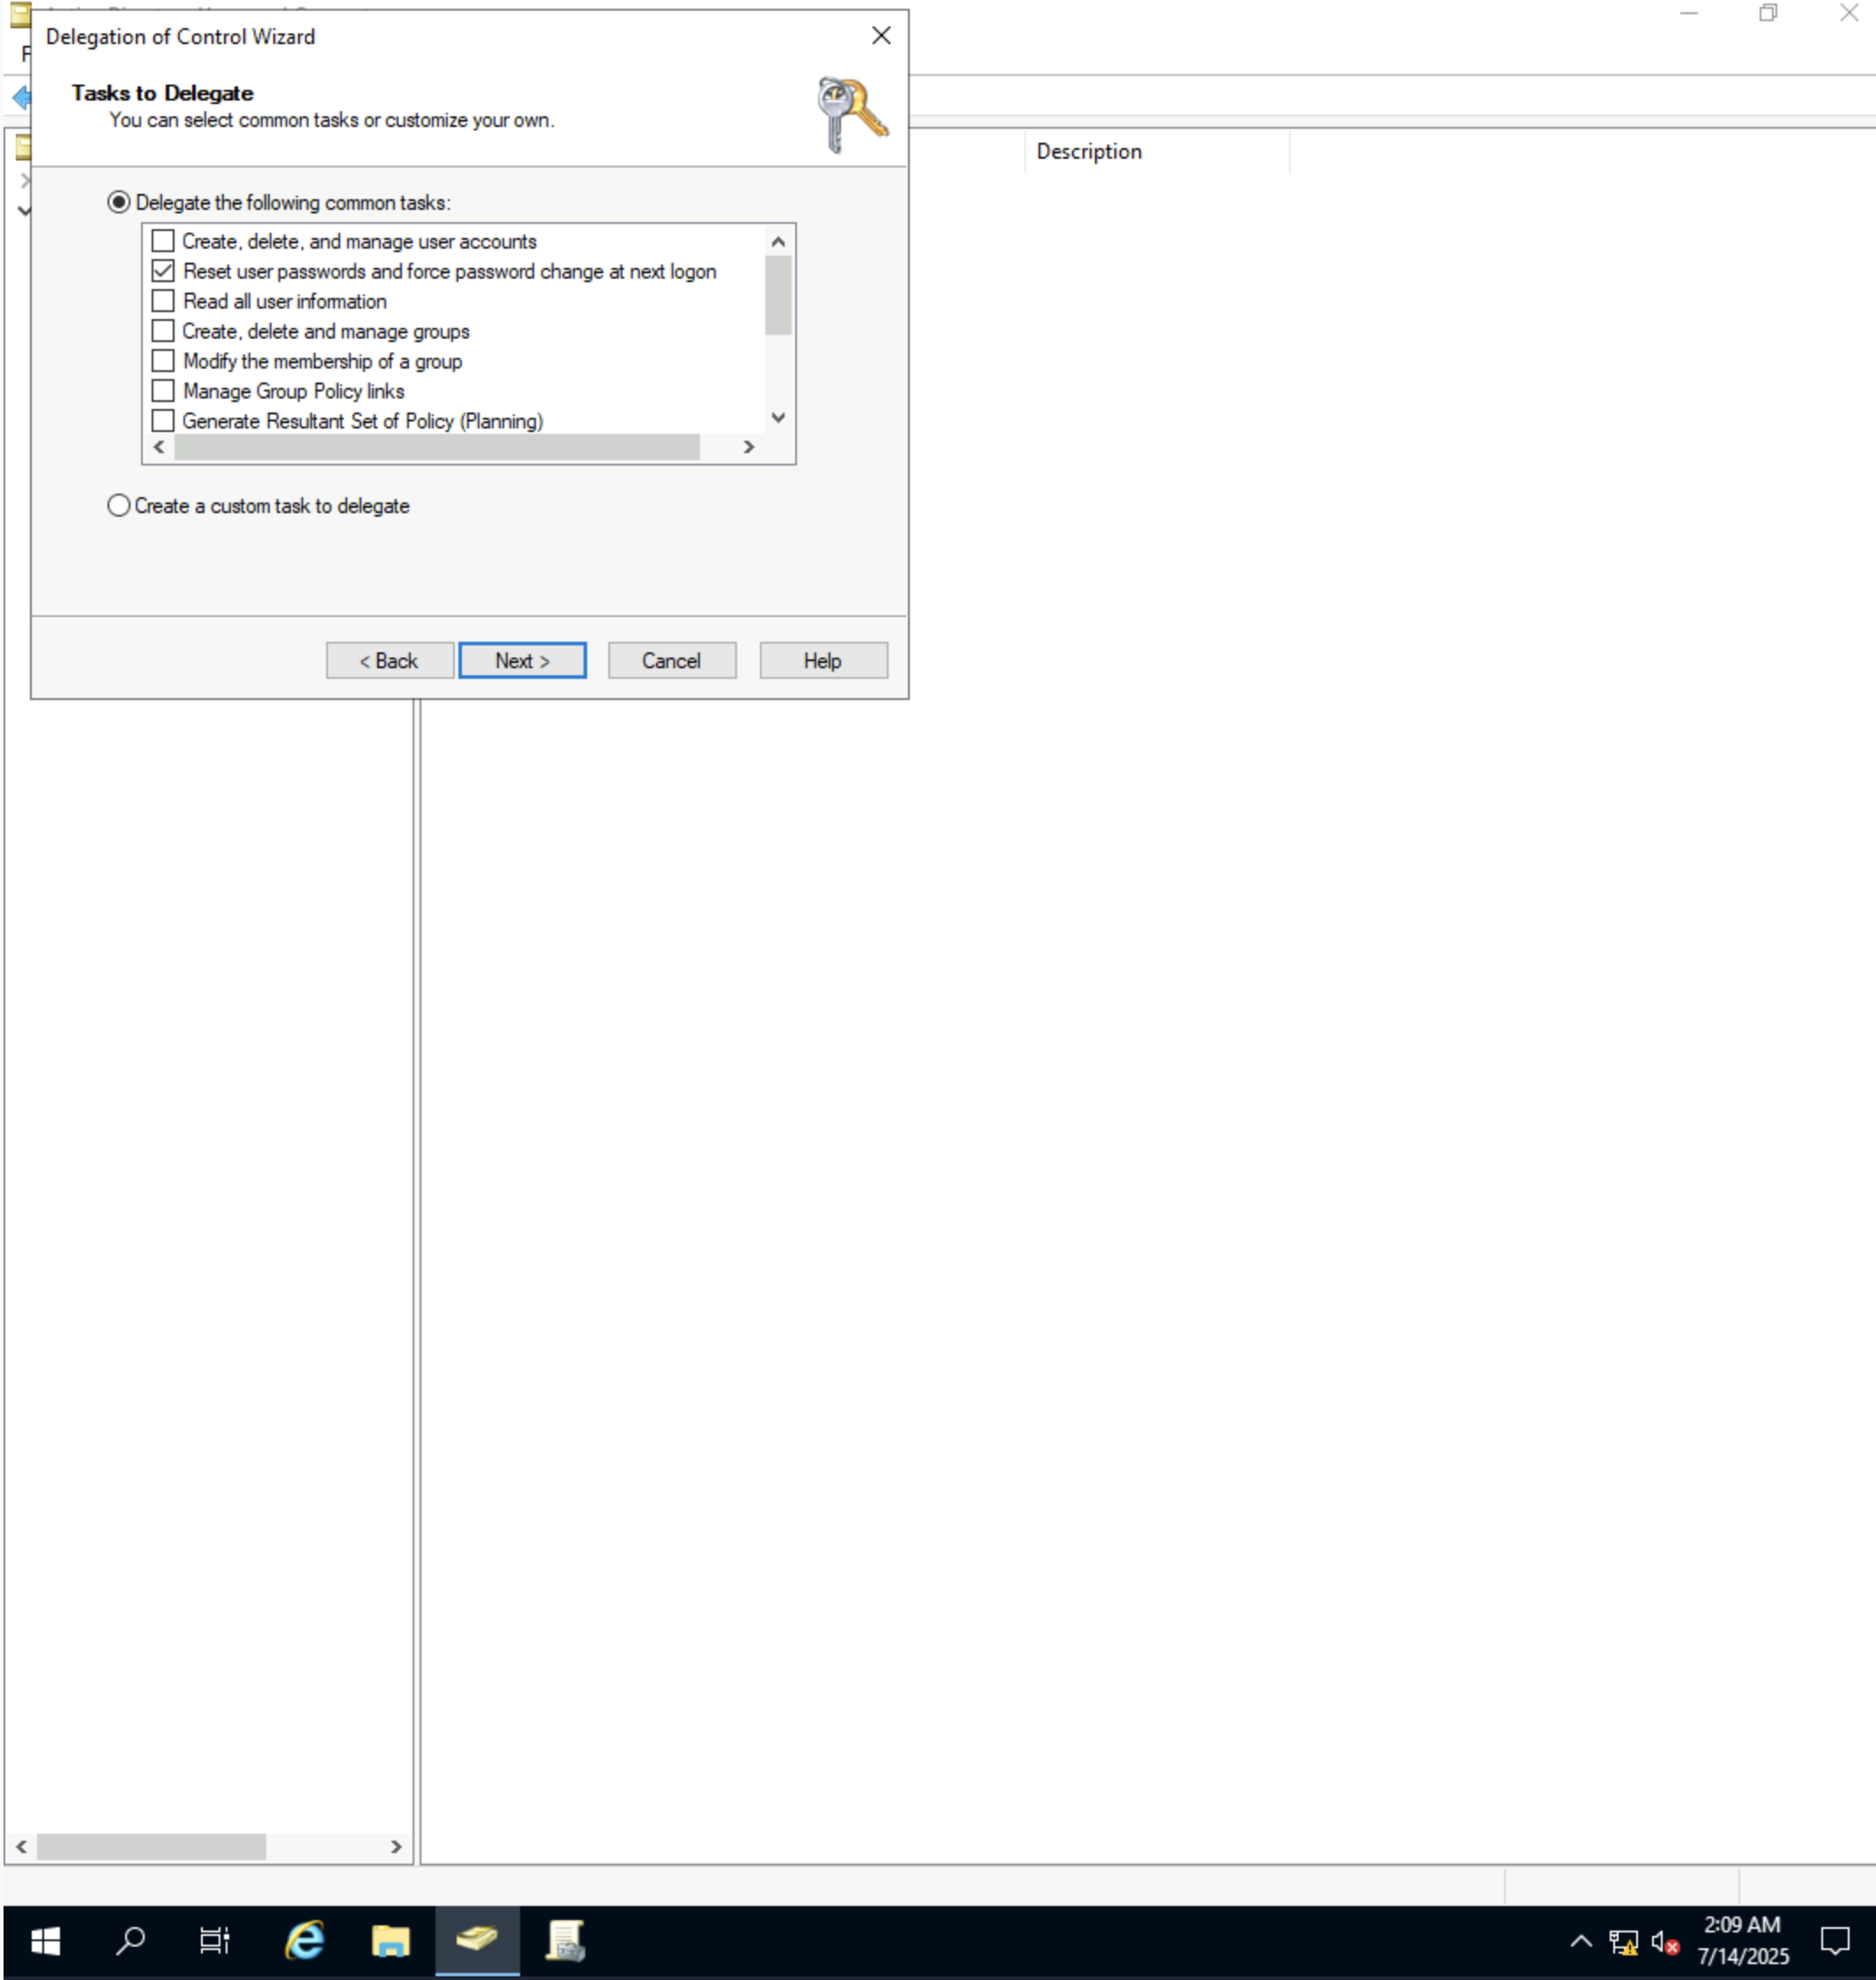 Delegation of Control Wizard
Tasks to Delegate
You can select common tasks or customize your own.
Description
Delegate the following common tasks:
Create, delete, and manage user accounts
Reset user passwords and force password change at next logon
Read all user information
Create, delete and manage groups
Modify the membership of a group
Manage Group Policy links
Generate Resultant Set of Policy (Planning)
Create a custom task to delegate
< Back Next > Cancel Help
2:09 AM
7/14/2025